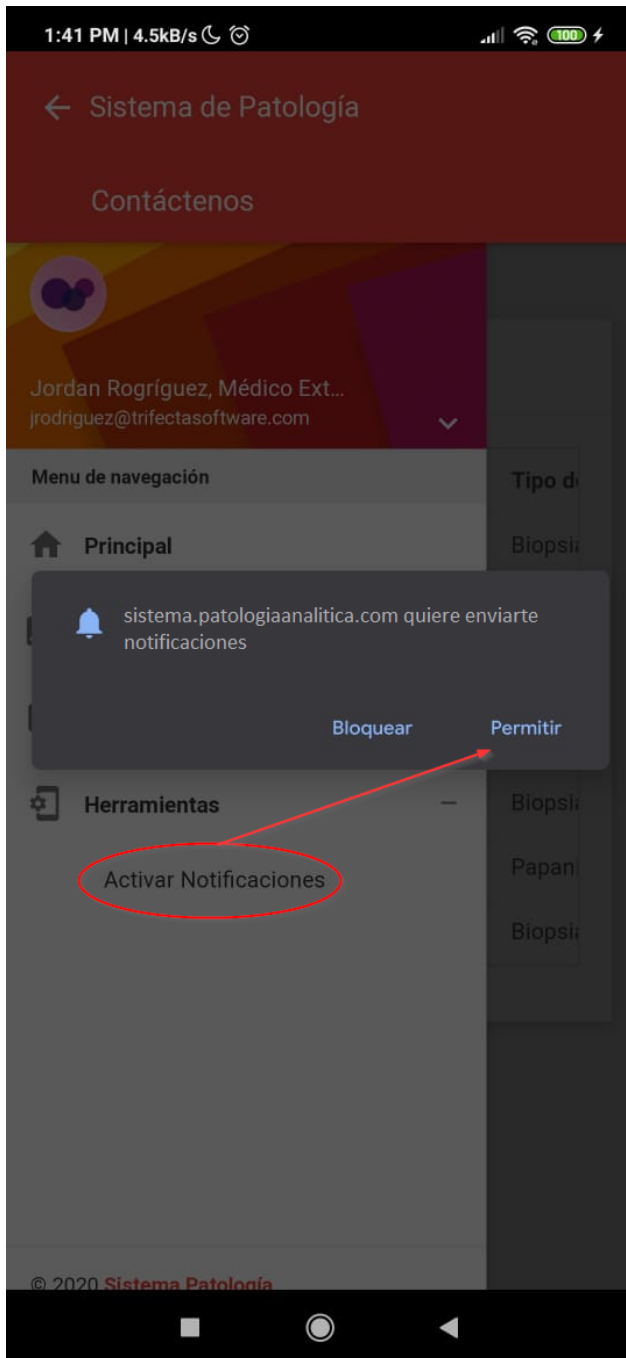 1:41 PM | 4.5kB/s
100
Sistema de Patología
Contáctenos
Jordan Rogríguez, Médico Ext...
jrodriguez@trifectasoftware.com
Menu de navegación
Tipo d
Principal
Biopsia
sistema.patologiaanalitica.com quiere enviarte
notificaciones
Bloquear
Permitir
Herramientas
Biopsia
Activar Notificaciones
Papani
Biopsia
© 2020 Sistema Patología